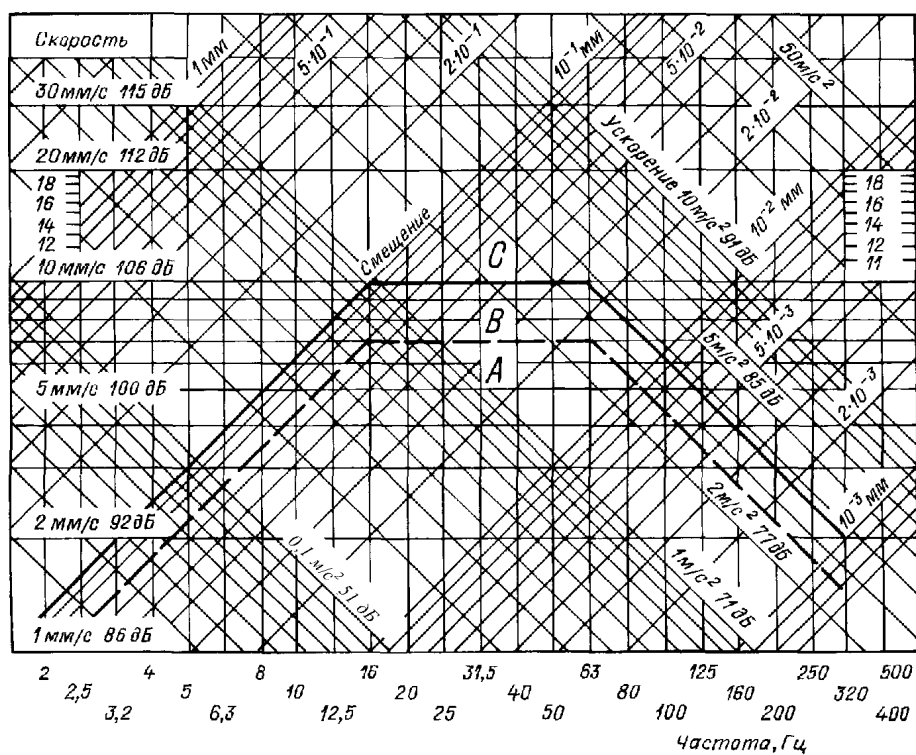 Скорость
1 мм
5·10⁻¹
2·10⁻¹
10⁻¹ мм
5·10⁻²
50 м/с²
2·10⁻²
30 мм/с 115 дБ
20 мм/с 112 дБ
Ускорение 10 м/с² 91 дБ
10⁻² мм
18
16
14
12
18
16
14
12
11
10 мм/с 106 дБ
Смещение
C
B
A
5 м/с² 85 дБ
5·10⁻³
2·10⁻³
5 мм/с 100 дБ
2 мм/с 92 дБ
0,1 м/с² 51 дБ
2 м/с² 77 дБ
10⁻³ мм
1 м/с² 71 дБ
1 мм/с 86 дБ
2 4 8 16 31,5 63 125 250 500
2,5 5 10 20 40 80 160 320
3,2 6,3 12,5 25 50 100 200 400
Частота, Гц